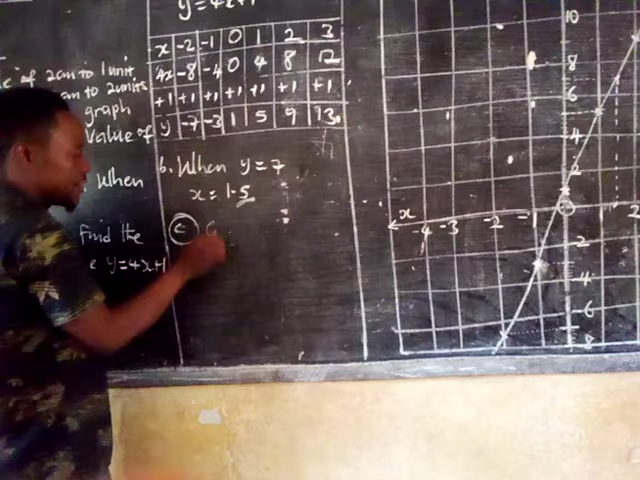 y=4x+1
e" of 2cm to 1unit
cm to 2units
graph
Value of
. When
Find the
e y=4x+1
x -2 -1 0 1 2 3
4x -8 -4 0 4 8 12
+1 +1 +1 +1 +1 +1 +1
y -7 -3 1 5 9 13
b. When y=7
x=1.5
c
10
8
6
4
2
x
-4 -3 -2 -1 2
-2
-4
-6
-8